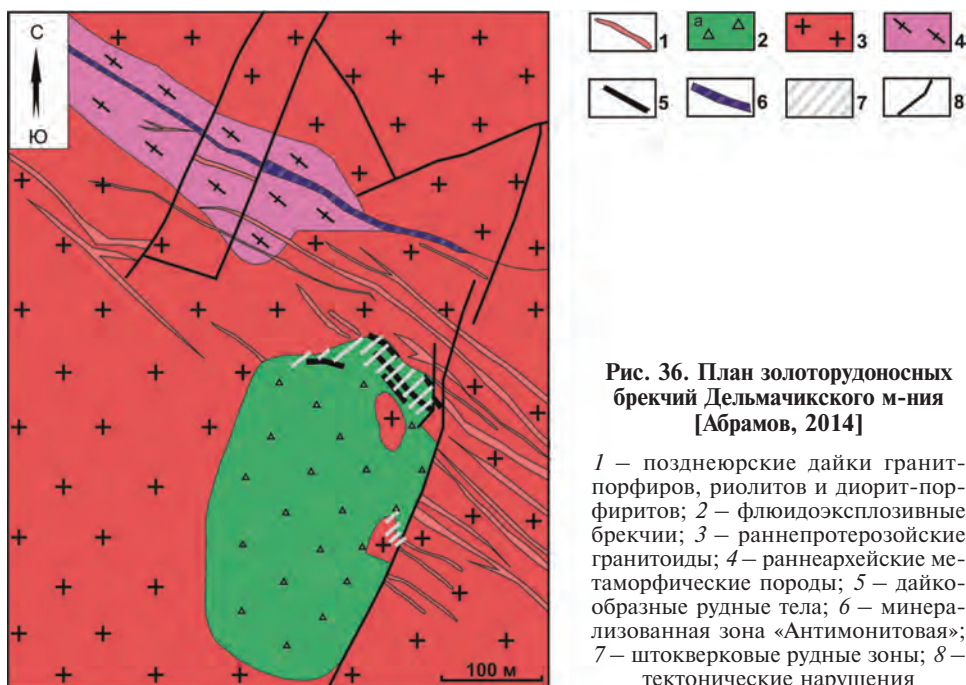 С
Ю
100 м
а
1
2
3
4
5
6
7
8
Рис. 36. План золоторудоносных
брекчий Дельмачикского м-ния
[Абрамов, 2014]
1 – позднеюрские дайки гранит-
порфиров, риолитов и диорит-пор-
фиритов; 2 – флюидоэксплозивные
брекчии; 3 – раннепротерозойские
гранитоиды; 4 – раннеархейские ме-
таморфические породы; 5 – дайко-
образные рудные тела; 6 – минера-
лизованная зона «Антимонитовая»;
7 – штокверковые рудные зоны; 8 –
тектонические нарушения